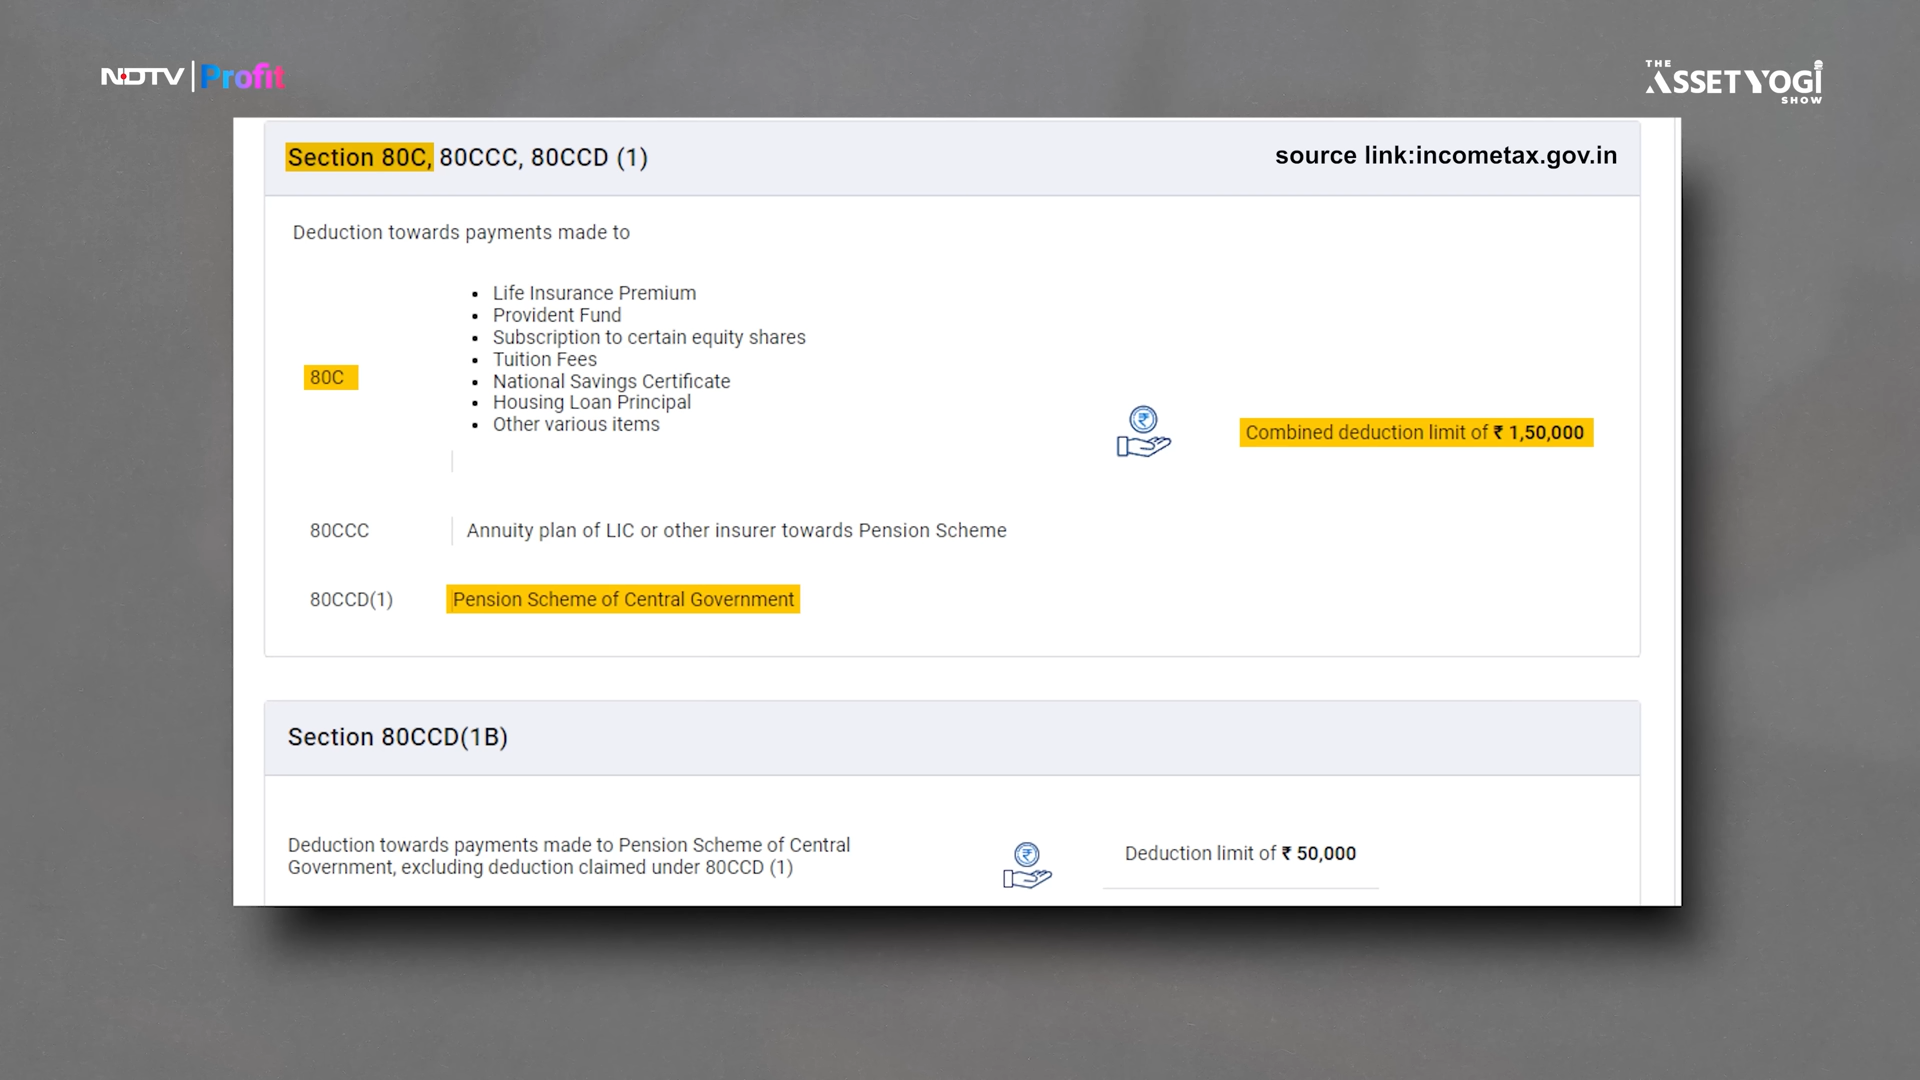 NDTV Profit
THE
ASSET YOGI
SHOW
Section 80C, 80CCC, 80CCD (1)
source link:incometax.gov.in
Deduction towards payments made to
80C
• Life Insurance Premium
• Provident Fund
• Subscription to certain equity shares
• Tuition Fees
• National Savings Certificate
• Housing Loan Principal
• Other various items
Combined deduction limit of ₹ 1,50,000
80CCC
Annuity plan of LIC or other insurer towards Pension Scheme
80CCD(1)
Pension Scheme of Central Government
Section 80CCD(1B)
Deduction towards payments made to Pension Scheme of Central
Government, excluding deduction claimed under 80CCD (1)
Deduction limit of ₹ 50,000